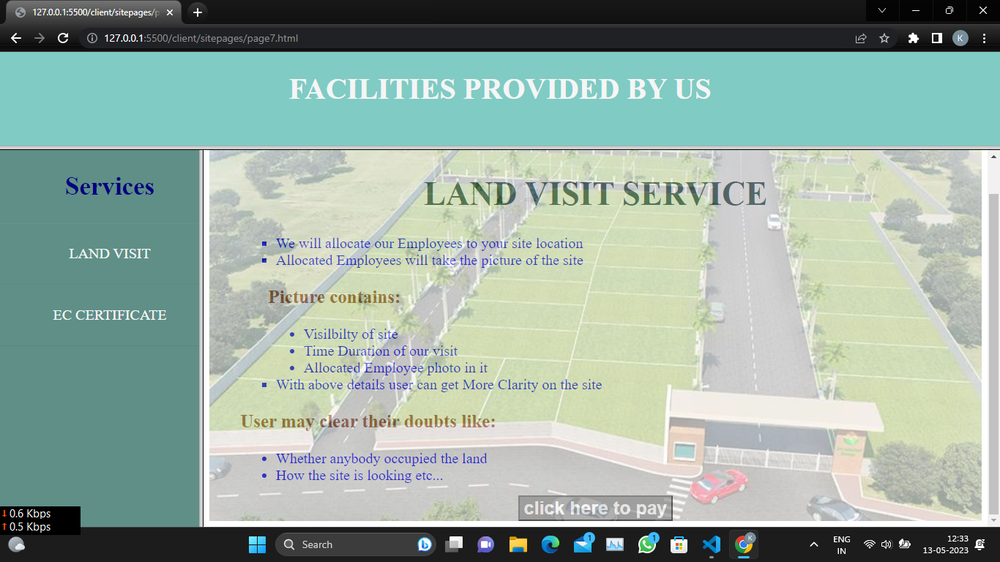 127.0.0.1:5500/client/sitepages/p
127.0.0.1:5500/client/sitepages/page7.html
K
FACILITIES PROVIDED BY US
Services
LAND VISIT
EC CERTIFICATE
LAND VISIT SERVICE
We will allocate our Employees to your site location
Allocated Employees will take the picture of the site
Picture contains:
Visilbilty of site
Time Duration of our visit
Allocated Employee photo in it
With above details user can get More Clarity on the site
User may clear their doubts like:
Whether anybody occupied the land
How the site is looking etc...
click here to pay
0.6 Kbps
0.5 Kbps
Search
1
1
K
ENG
IN
12:33
13-05-2023